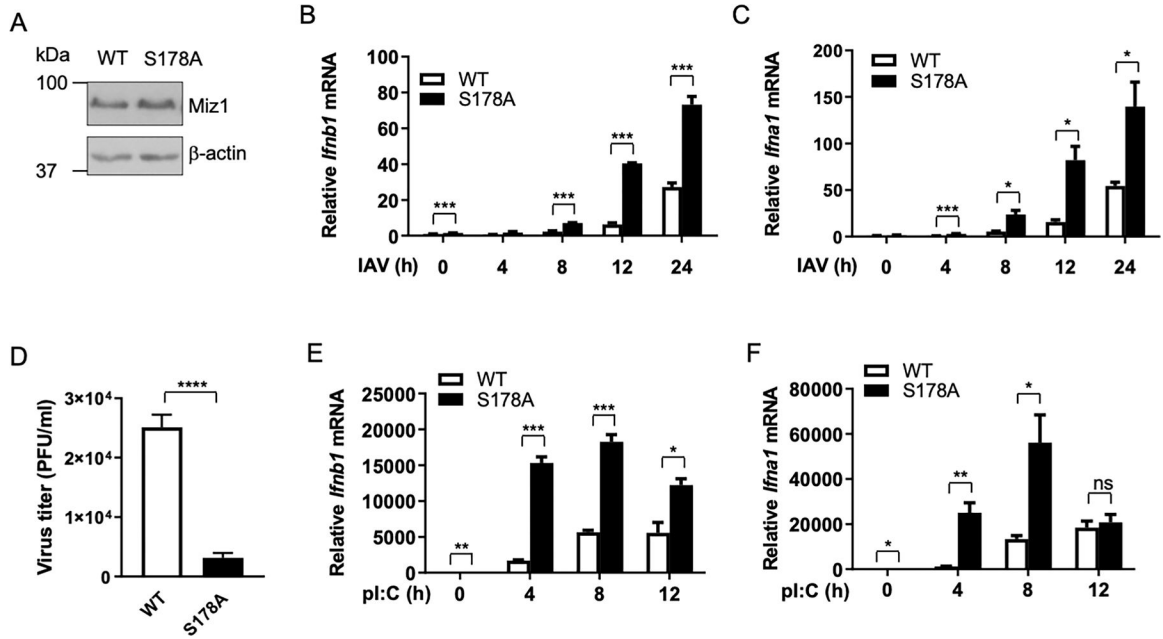 A
kDa WT S178A
100
Miz1
β-actin
37
B
Relative Ifnb1 mRNA
WT
S178A
100
80
60
40
20
0
*** *** *** ***
IAV (h) 0 4 8 12 24
C
Relative Ifna1 mRNA
WT
S178A
200
150
100
50
0
*** * * *
IAV (h) 0 4 8 12 24
D
Virus titer (PFU/ml)
3×10⁴
2×10⁴
1×10⁴
0
****
WT S178A
E
Relative Ifnb1 mRNA
WT
S178A
25000
20000
15000
10000
5000
0
** *** *** *
pI:C (h) 0 4 8 12
F
Relative Ifna1 mRNA
WT
S178A
80000
60000
40000
20000
0
* ** * ns
pI:C (h) 0 4 8 12